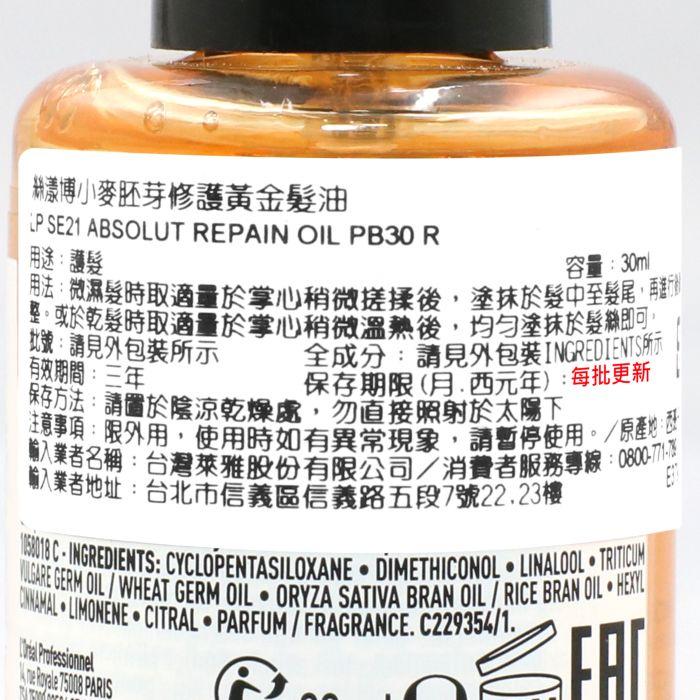 絲漾博小麥胚芽修護黃金髮油
LP SE21 ABSOLUT REPAIN OIL PB30 R
用途：護髮 容量：30ml
用法：微濕髮時取適量於掌心稍微搓揉後，塗抹於髮中至髮尾，再進行後
整。或於乾髮時取適量於掌心稍微溫熱後，均勻塗抹於髮絲即可。
批號：請見外包裝所示 全成分：請見外包裝INGREDIENTS所示
有效期間：三年 保存期限(月.西元年)：每批更新
保存方法：請置於陰涼乾燥處，勿直接照射於太陽下
注意事項：限外用，使用時如有異常現象，請暫停使用。／原產地：西班
輸入業者名稱：台灣萊雅股份有限公司／消費者服務專線：0800-771-
輸入業者地址：台北市信義區信義路五段7號22.23樓
1058018 C - INGREDIENTS: CYCLOPENTASILOXANE • DIMETHICONOL • LINALOOL • TRITICUM
VULGARE GERM OIL / WHEAT GERM OIL • ORYZA SATIVA BRAN OIL / RICE BRAN OIL • HEXYL
CINNAMAL • LIMONENE • CITRAL • PARFUM / FRAGRANCE. C229354/1.
L'Oréal Professionnel
14, rue Royale 75008 PARIS
EAC